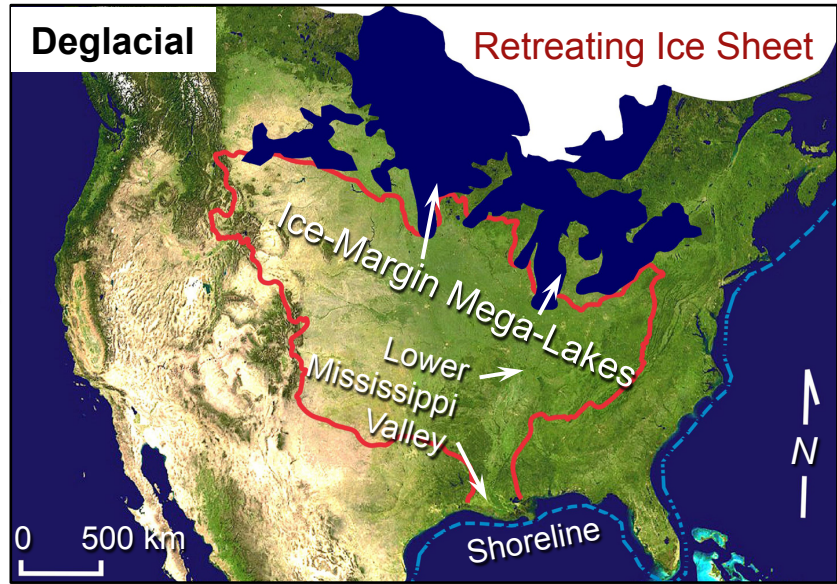 Deglacial
Retreating Ice Sheet
Ice-Margin Mega-Lakes
Lower
Mississippi
Valley
N
0 500 km
Shoreline